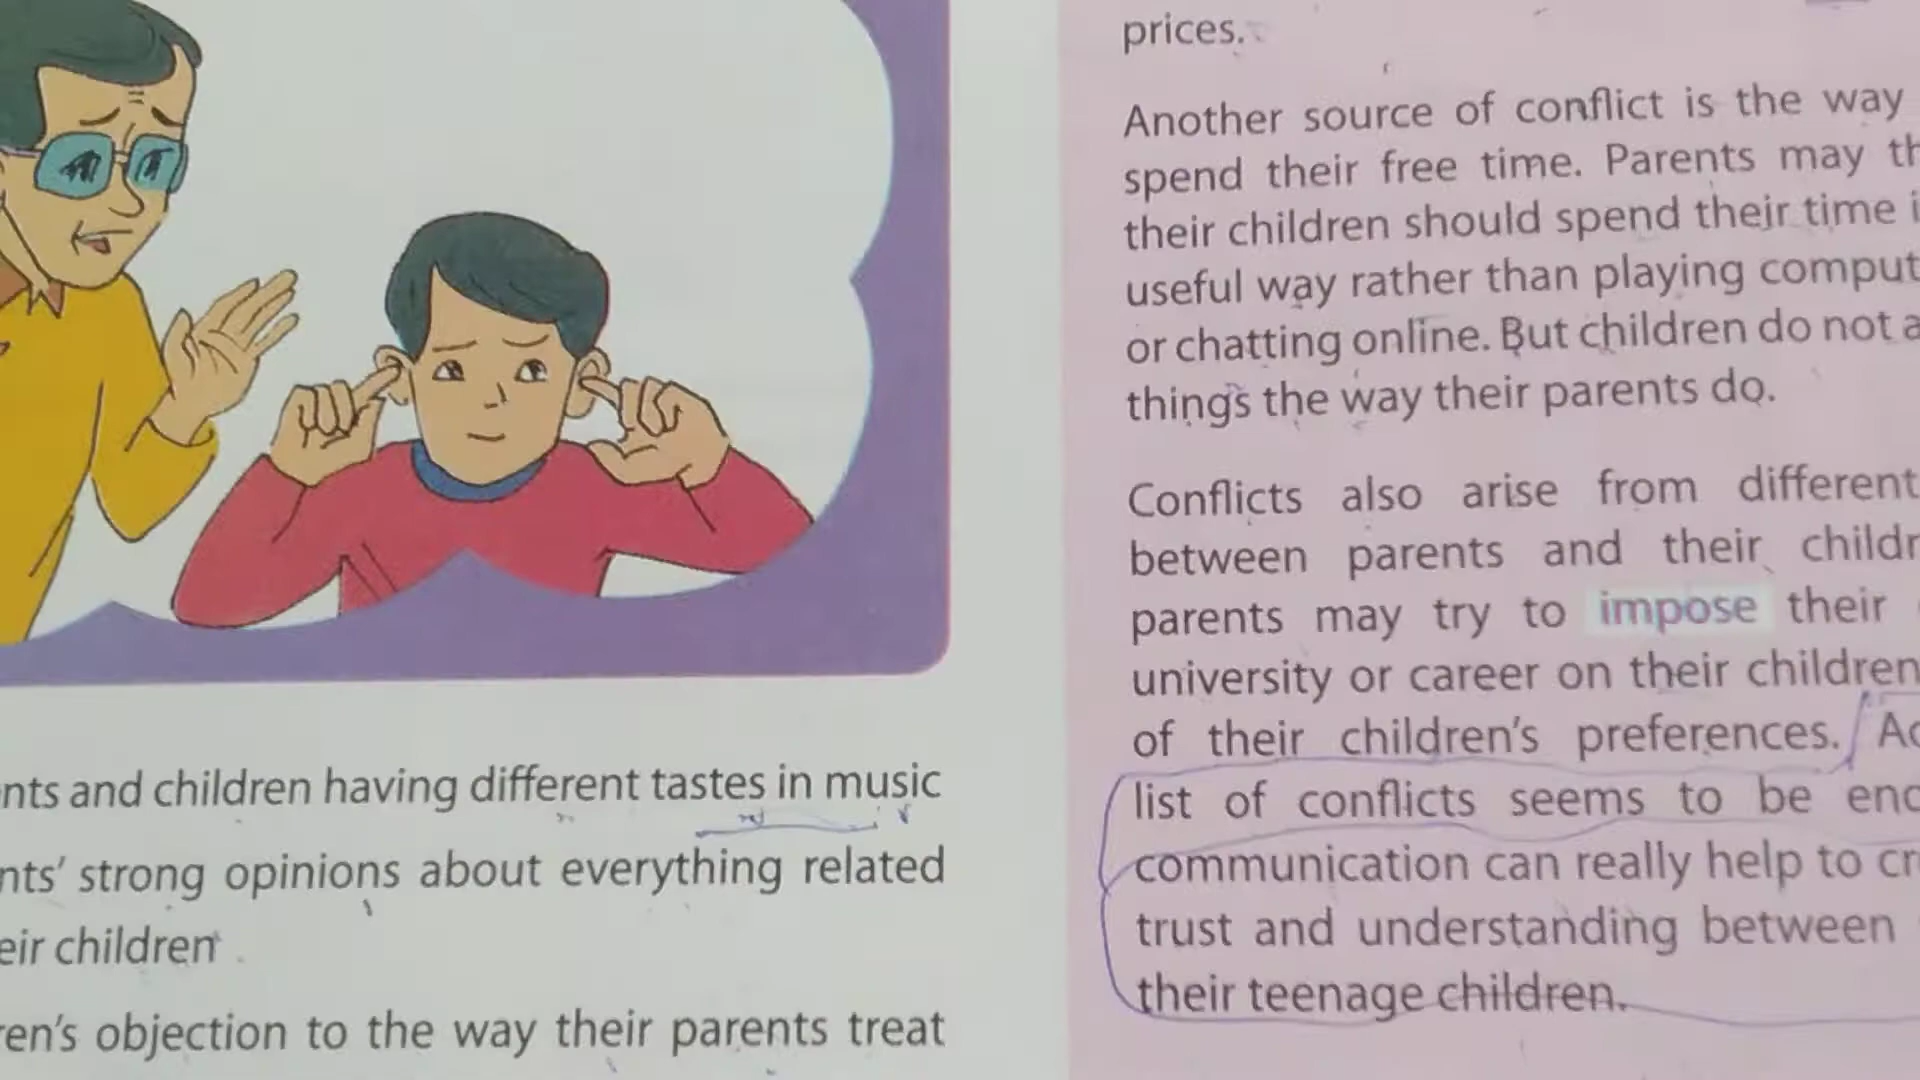 nts and children having different tastes in music
nts' strong opinions about everything related
eir children
en's objection to the way their parents treat
prices.
Another source of conflict is the way
spend their free time. Parents may th
their children should spend their time i
useful way rather than playing comput
or chatting online. But children do not a
things the way their parents do.
Conflicts also arise from different
between parents and their childr
parents may try to impose their
university or career on their children
of their children's preferences. Ac
list of conflicts seems to be end
communication can really help to cr
trust and understanding between
their teenage children.